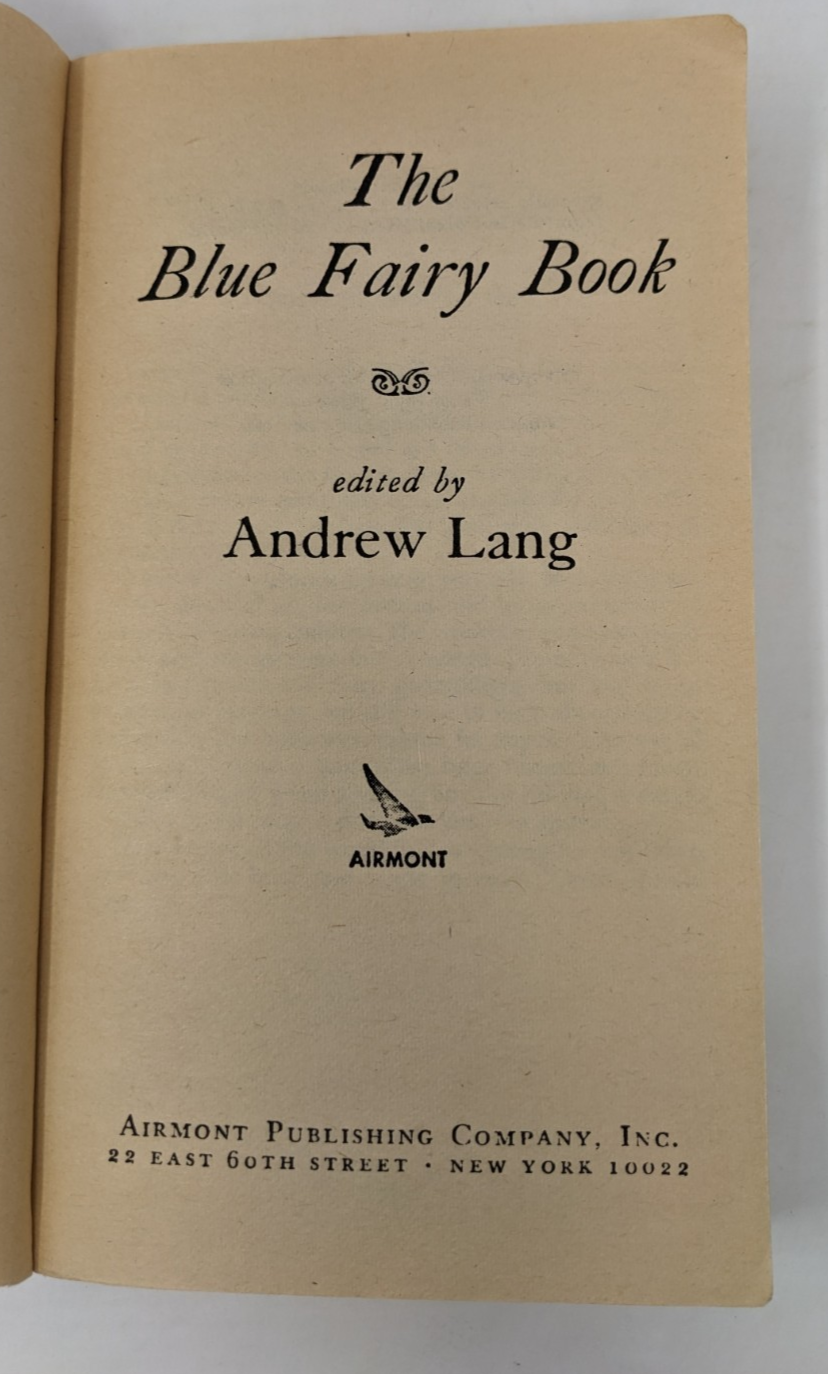 The
Blue Fairy Book
edited by
Andrew Lang
AIRMONT
AIRMONT PUBLISHING COMPANY, INC.
22 EAST 60TH STREET · NEW YORK 10022